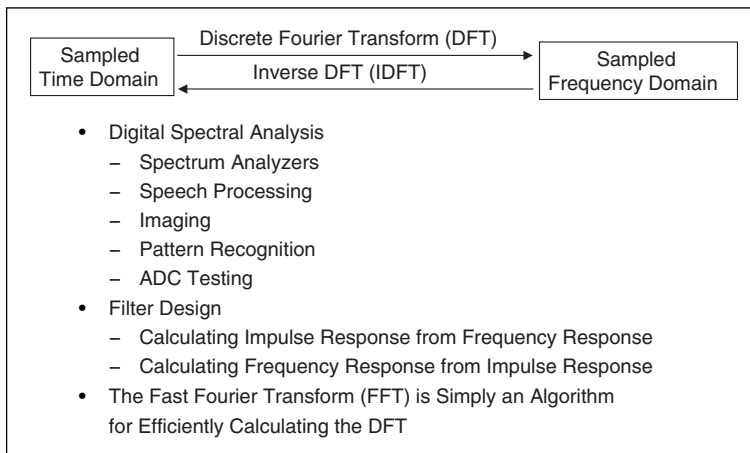 Discrete Fourier Transform (DFT)
Sampled
Time Domain
Inverse DFT (IDFT)
Sampled
Frequency Domain
• Digital Spectral Analysis
– Spectrum Analyzers
– Speech Processing
– Imaging
– Pattern Recognition
– ADC Testing
• Filter Design
– Calculating Impulse Response from Frequency Response
– Calculating Frequency Response from Impulse Response
• The Fast Fourier Transform (FFT) is Simply an Algorithm
for Efficiently Calculating the DFT